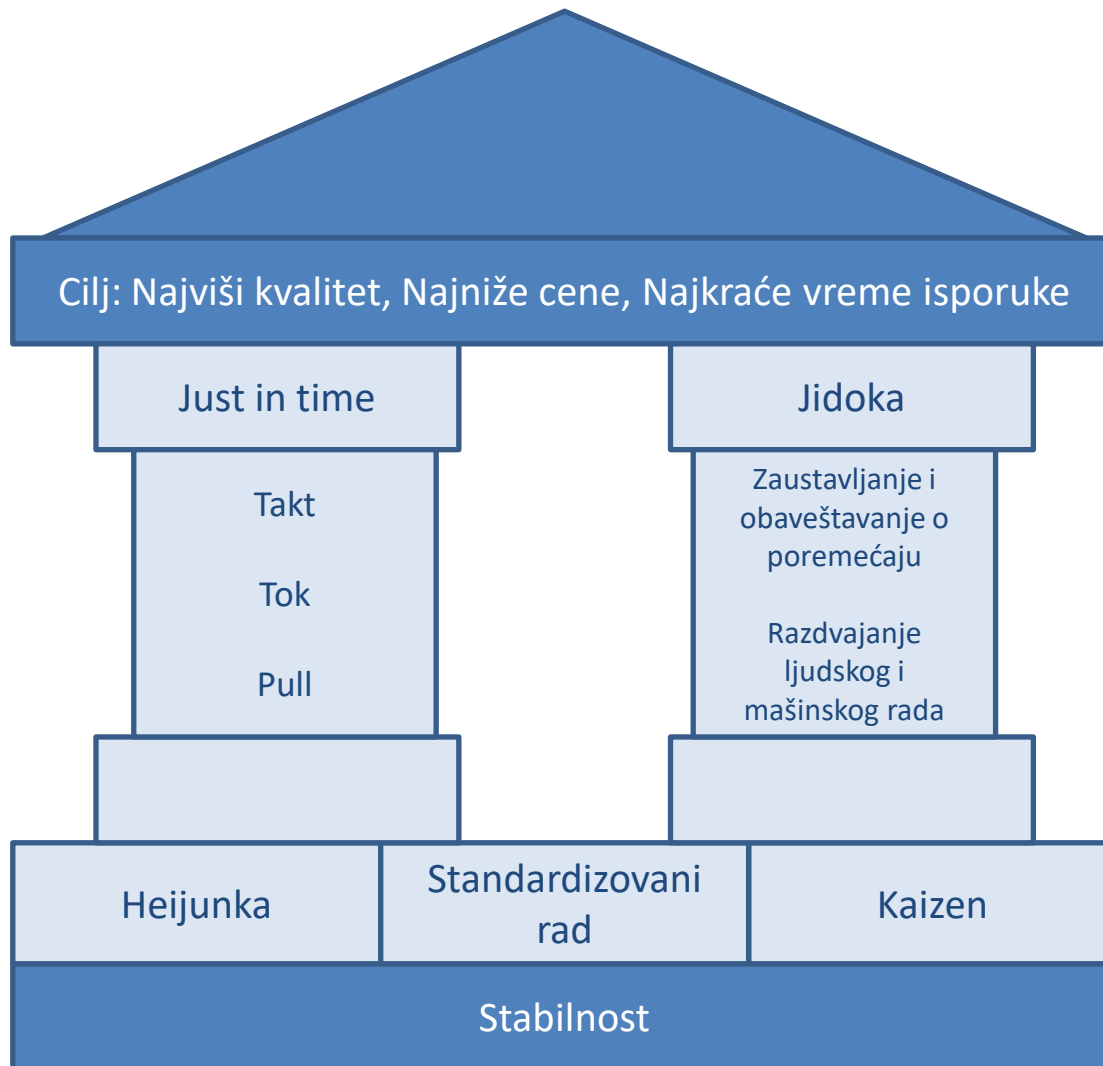 Cilj: Najviši kvalitet, Najniže cene, Najkraće vreme isporuke
Just in time
Takt
Tok
Pull
Jidoka
Zaustavljanje i
obaveštavanje o
poremećaju
Razdvajanje
ljudskog i
mašinskog rada
Heijunka
Standardizovani
rad
Kaizen
Stabilnost